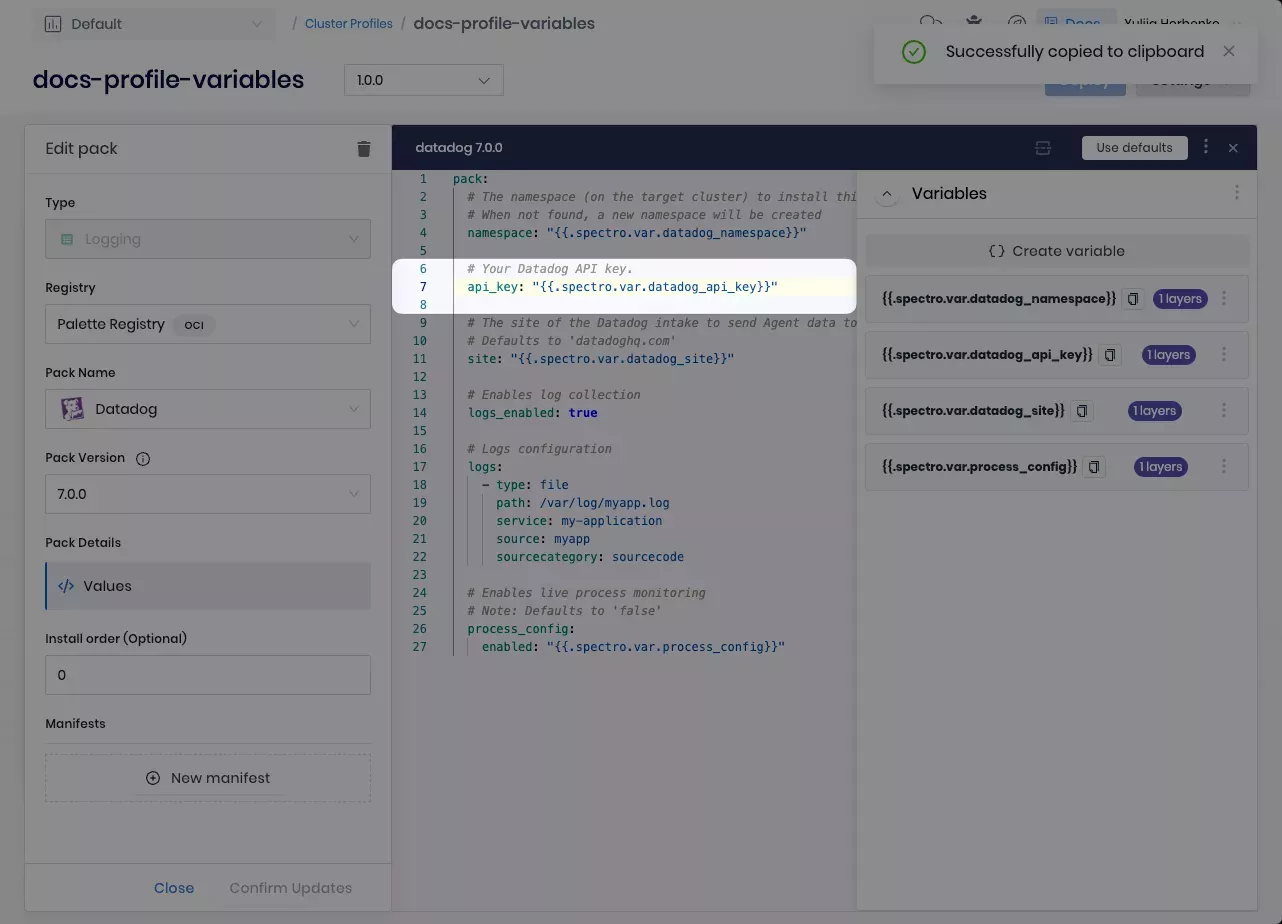 Default
/ Cluster Profiles / docs-profile-variables
Docs
Yuliia Horbenko
Successfully copied to clipboard
docs-profile-variables
1.0.0
Deploy
Settings
Edit pack
Type
Logging
Registry
Palette Registry OCI
Pack Name
Datadog
Pack Version
7.0.0
Pack Details
</> Values
Install order (Optional)
0
Manifests
New manifest
Close
Confirm Updates
datadog 7.0.0
Use defaults
1 pack:
2 # The namespace (on the target cluster) to install thi
3 # When not found, a new namespace will be created
4 namespace: "{{.spectro.var.datadog_namespace}}"
5
6 # Your Datadog API key.
7 api_key: "{{.spectro.var.datadog_api_key}}"
8
9 # The site of the Datadog intake to send Agent data to
10 # Defaults to 'datadoghq.com'
11 site: "{{.spectro.var.datadog_site}}"
12
13 # Enables log collection
14 logs_enabled: true
15
16 # Logs configuration
17 logs:
18 - type: file
19 path: /var/log/myapp.log
20 service: my-application
21 source: myapp
22 sourcecategory: sourcecode
23
24 # Enables live process monitoring
25 # Note: Defaults to 'false'
26 process_config:
27 enabled: "{{.spectro.var.process_config}}"
Variables
{} Create variable
{{.spectro.var.datadog_namespace}} 1 layers
{{.spectro.var.datadog_api_key}} 1 layers
{{.spectro.var.datadog_site}} 1 layers
{{.spectro.var.process_config}} 1 layers